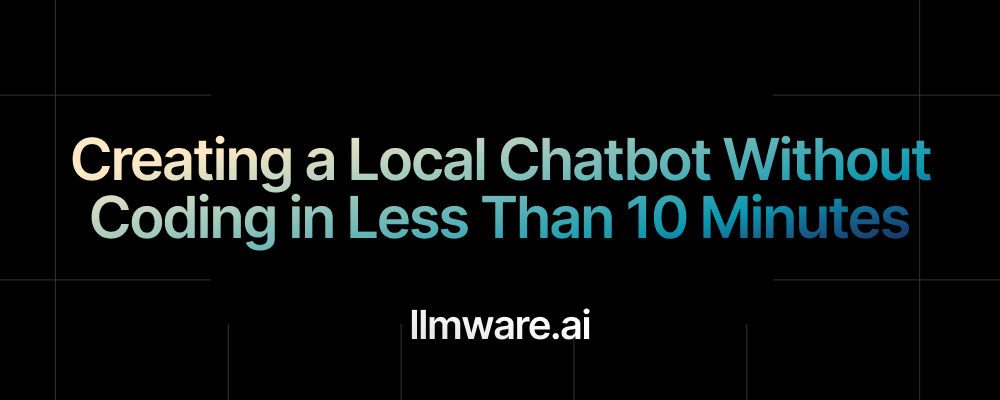 Creating a Local Chatbot Without
Coding in Less Than 10 Minutes
llmware.ai